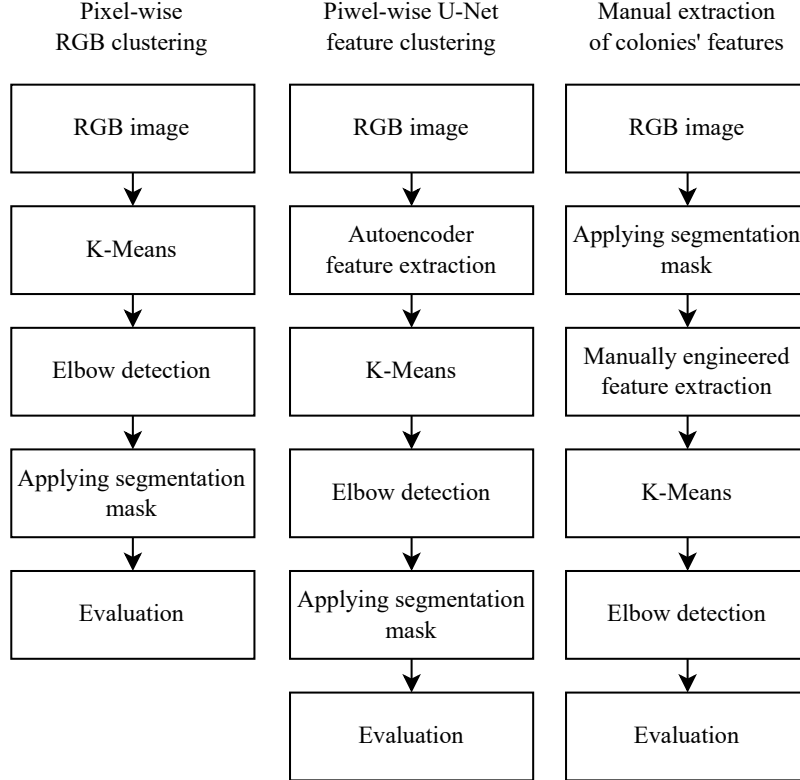 Pixel-wise
RGB clustering
RGB image
K-Means
Elbow detection
Applying segmentation
mask
Evaluation
Piwel-wise U-Net
feature clustering
RGB image
Autoencoder
feature extraction
K-Means
Elbow detection
Applying segmentation
mask
Evaluation
Manual extraction
of colonies' features
RGB image
Applying segmentation
mask
Manually engineered
feature extraction
K-Means
Elbow detection
Evaluation